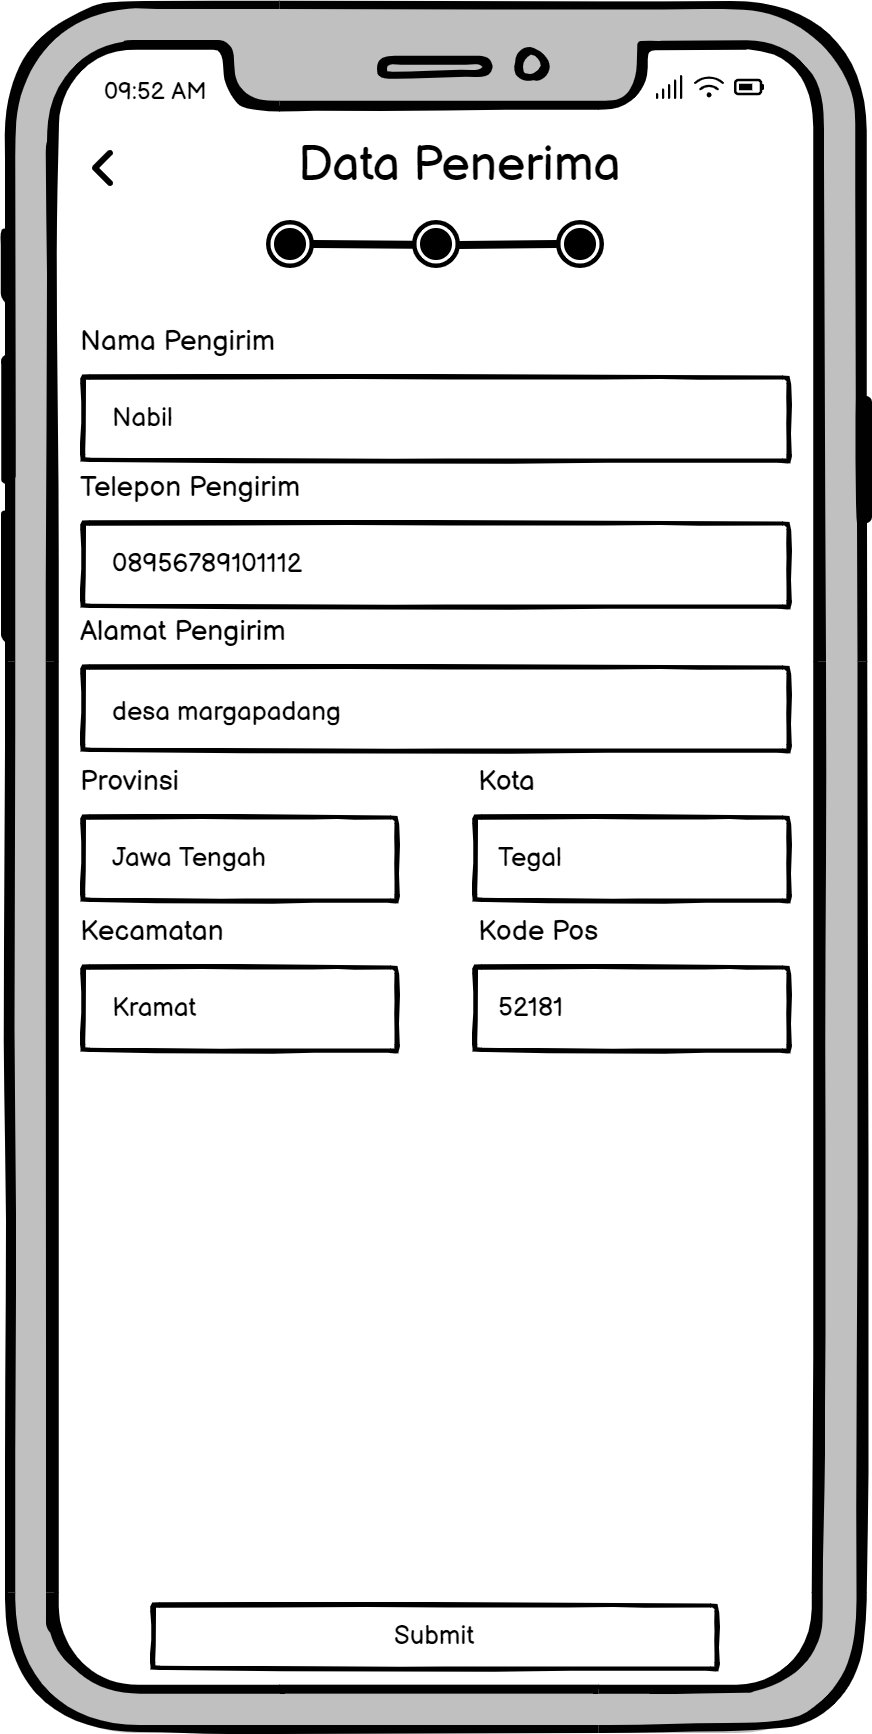 09:52 AM
Data Penerima
Nama Pengirim
Nabil
Telepon Pengirim
08956789101112
Alamat Pengirim
desa margapadang
Provinsi Kota
Jawa Tengah Tegal
Kecamatan Kode Pos
Kramat 52181
Submit